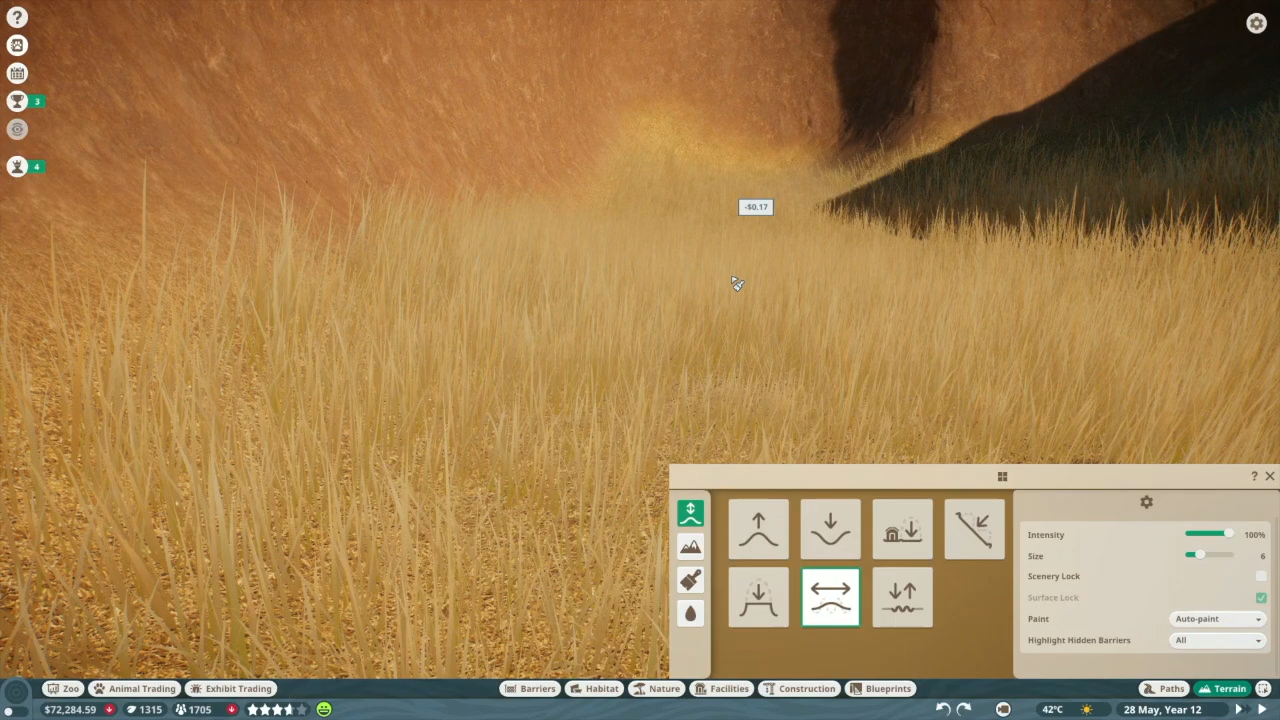 ?
3
4
-$0.17
?
Intensity 100%
Size 6
Scenery Lock
Surface Lock
Paint Auto-paint
Highlight Hidden Barriers All
Zoo Animal Trading Exhibit Trading Barriers Habitat Nature Facilities Construction Blueprints Paths Terrain
$72,284.59 1315 1705 42°C 28 May, Year 12